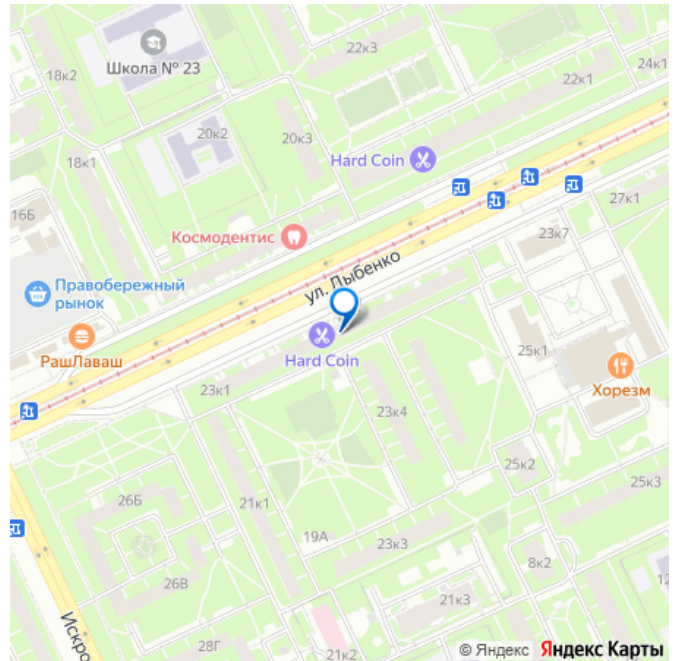 22к3
24к1
Школа № 23
18к2
22к1
20к2
20к3
Hard Coin
18к1
27к1
16Б
23к7
Космодентис
ул. Дыбенко
Правобережный
рынок
РашЛаваш
Hard Coin
25к1
Хорезм
23к1
23к4
25к2
25к3
26Б
21к1
19А
23к3
8к2
12
26В
21к3
Искро
28Г
21к2
© Яндекс Яндекс Карты